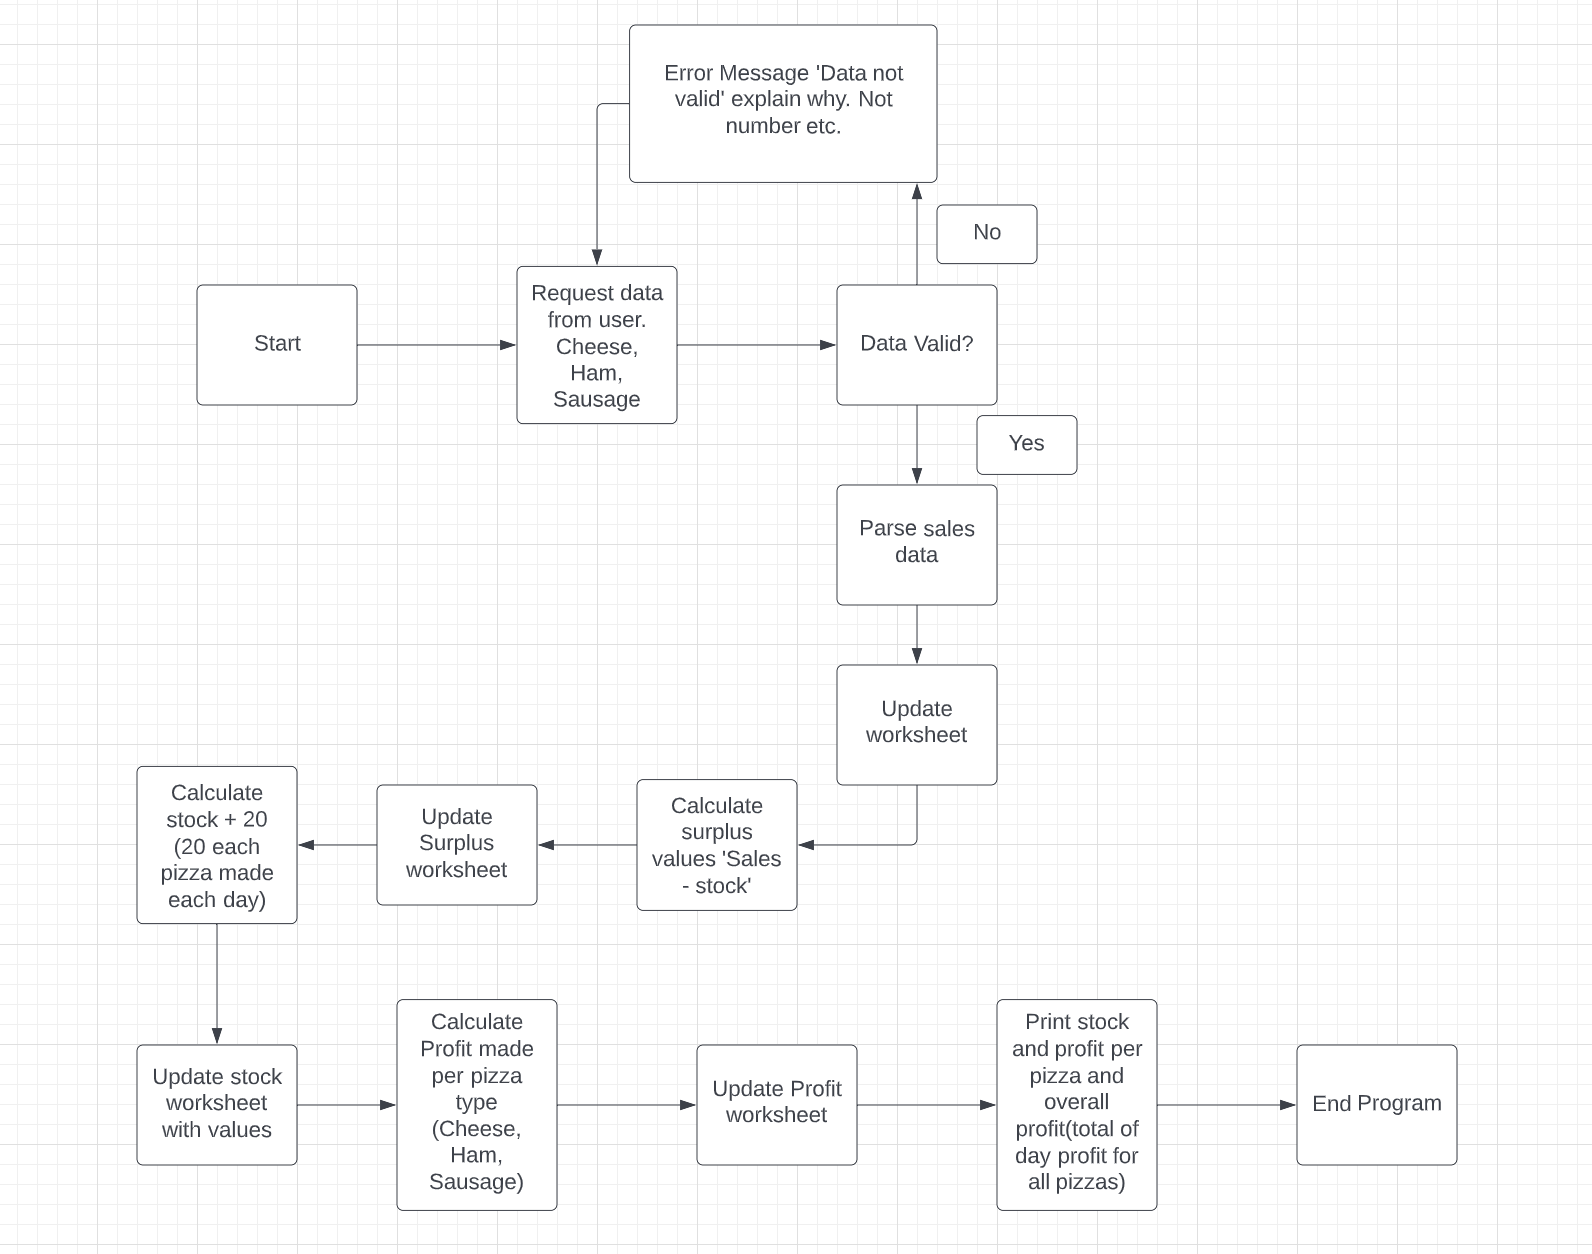 Error Message 'Data not
valid' explain why. Not
number etc.
No
Start
Request data
from user.
Cheese,
Ham,
Sausage
Data Valid?
Yes
Parse sales
data
Update
worksheet
Calculate
surplus
values 'Sales
- stock'
Update
Surplus
worksheet
Calculate
stock + 20
(20 each
pizza made
each day)
Update stock
worksheet
with values
Calculate
Profit made
per pizza
type
(Cheese,
Ham,
Sausage)
Update Profit
worksheet
Print stock
and profit per
pizza and
overall
profit(total of
day profit for
all pizzas)
End Program